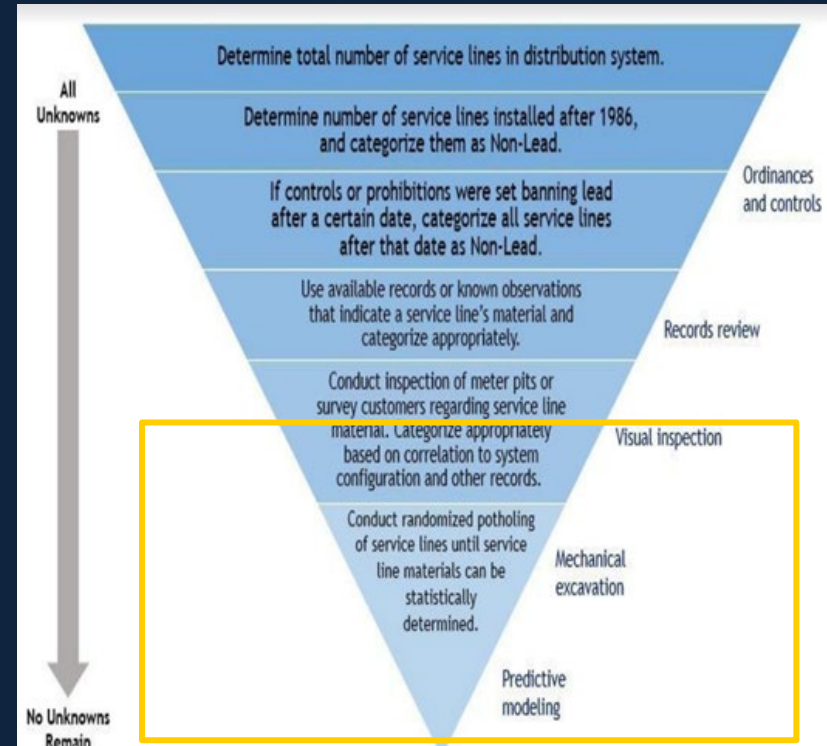 Determine total number of service lines in distribution system.
All
Unknowns
Determine number of service lines installed after 1986,
and categorize them as Non-Lead.
Ordinances
and controls
If controls or prohibitions were set banning lead
after a certain date, categorize all service lines
after that date as Non-Lead.
Use available records or known observations
that indicate a service line's material and
categorize appropriately.
Records review
Conduct inspection of meter pits or
survey customers regarding service line
material. Categorize appropriately
based on correlation to system
configuration and other records.
Visual inspection
Conduct randomized potholing
of service lines until service
line materials can be
statistically
determined.
Mechanical
excavation
Predictive
modeling
No Unknowns
Remain